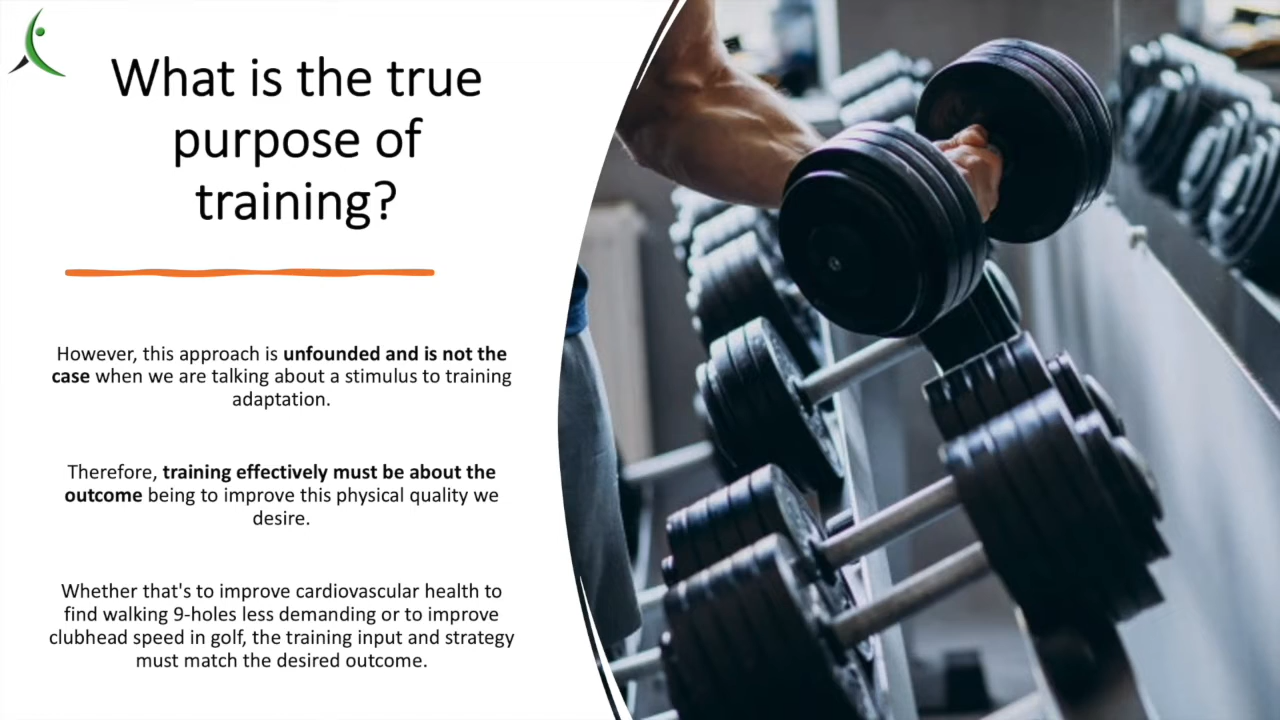 What is the true
purpose of
training?
However, this approach is unfounded and is not the
case when we are talking about a stimulus to training
adaptation.
Therefore, training effectively must be about the
outcome being to improve this physical quality we
desire.
Whether that's to improve cardiovascular health to
find walking 9-holes less demanding or to improve
clubhead speed in golf, the training input and strategy
must match the desired outcome.